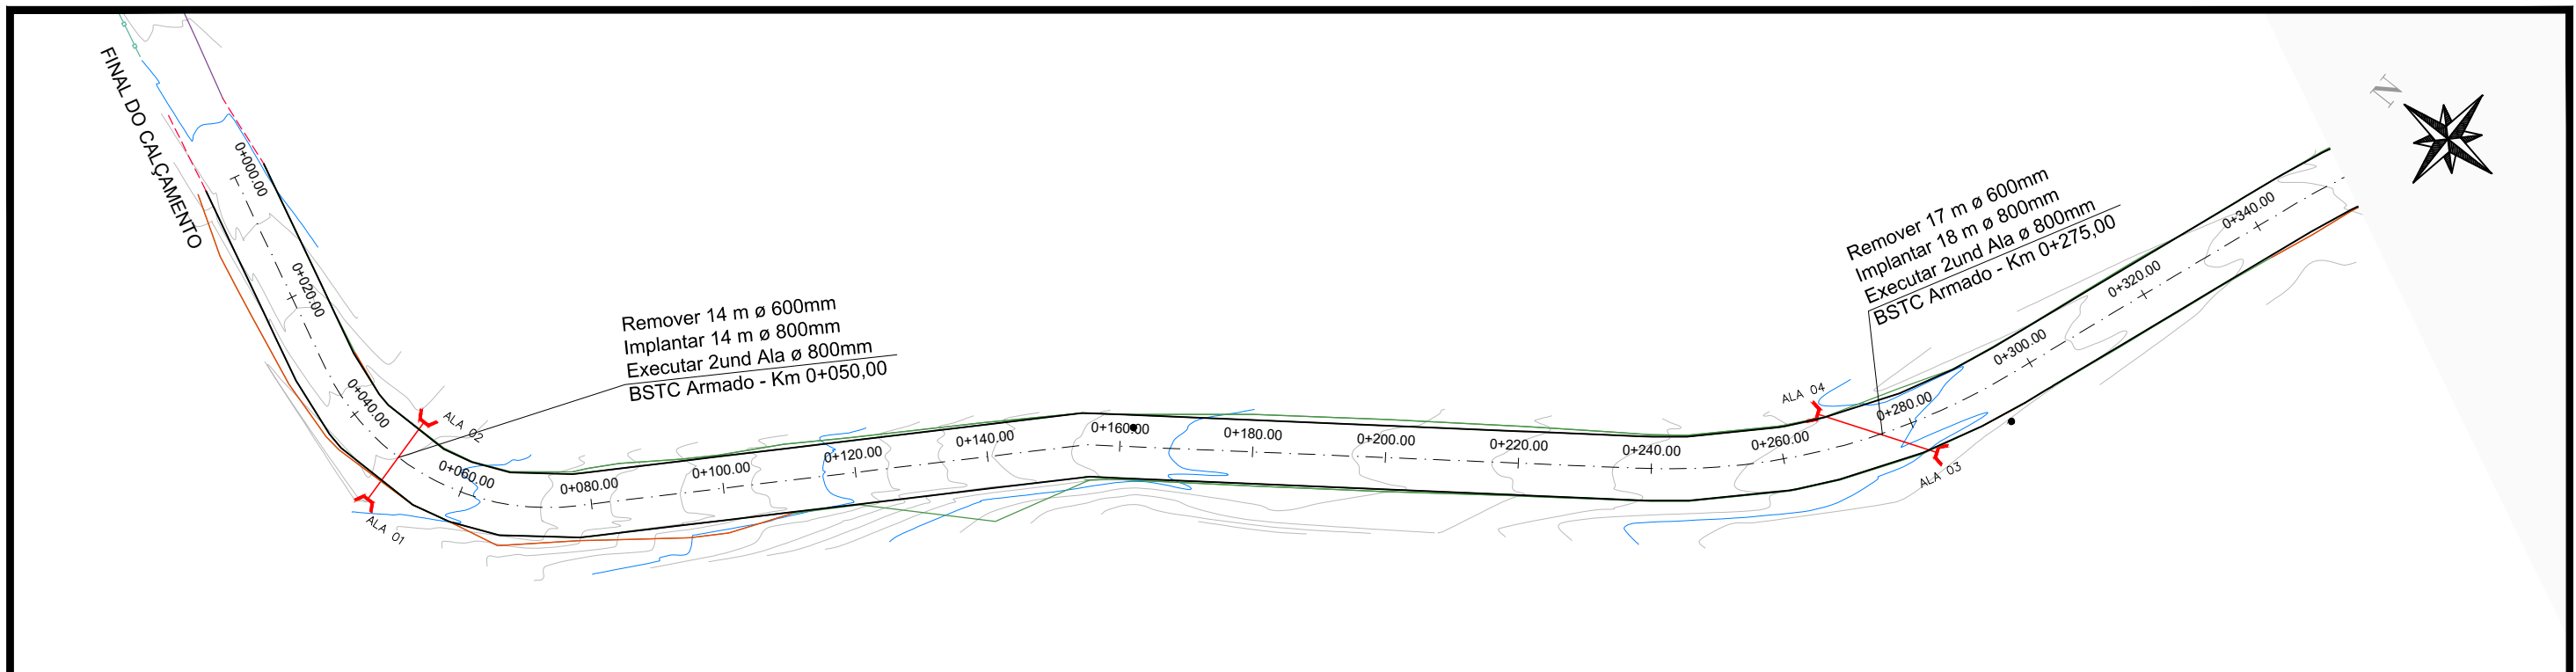 FINAL DO CALÇAMENTO
0+000.00
0+020.00
0+040.00
0+060.00
0+080.00
0+100.00
0+120.00
0+140.00
0+160.00
0+180.00
0+200.00
0+220.00
0+240.00
0+260.00
0+280.00
0+300.00
0+320.00
0+340.00
ALA 01
ALA 02
Remover 14 m ø 600mm
Implantar 14 m ø 800mm
Executar 2und Ala ø 800mm
BSTC Armado - Km 0+050,00
ALA 04
ALA 03
Remover 17 m ø 600mm
Implantar 18 m ø 800mm
Executar 2und Ala ø 800mm
BSTC Armado - Km 0+275,00
N